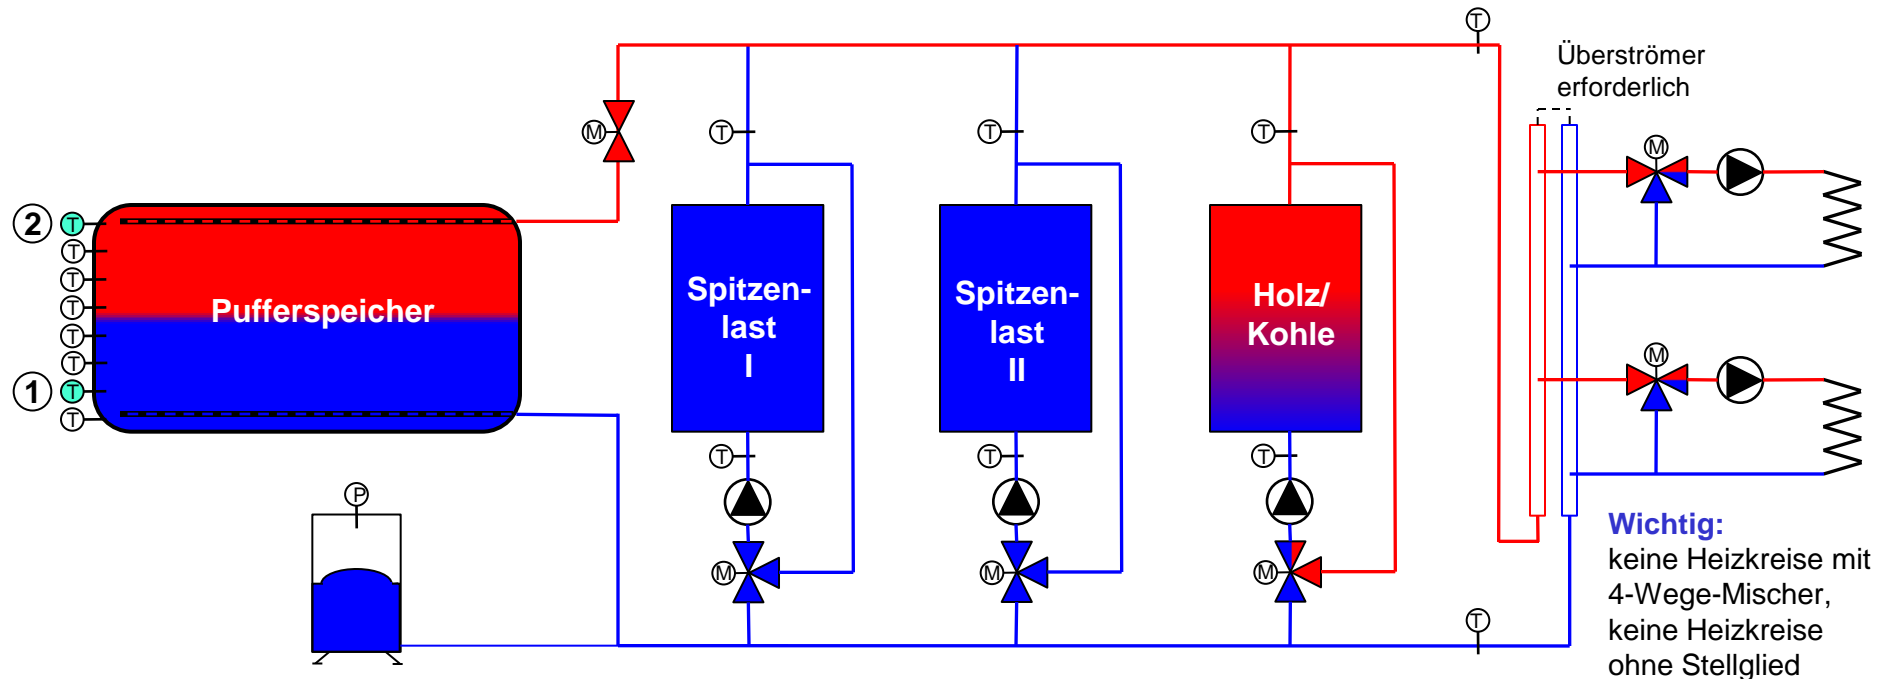 T
Überströmer
erforderlich
M
T
T
T
M
2
T
T
T
T
T
T
1
T
T
Pufferspeicher
Spitzen-
last
I
Spitzen-
last
II
Holz/
Kohle
M
T
T
T
P
M
M
M
T
Wichtig:
keine Heizkreise mit
4-Wege-Mischer,
keine Heizkreise
ohne Stellglied